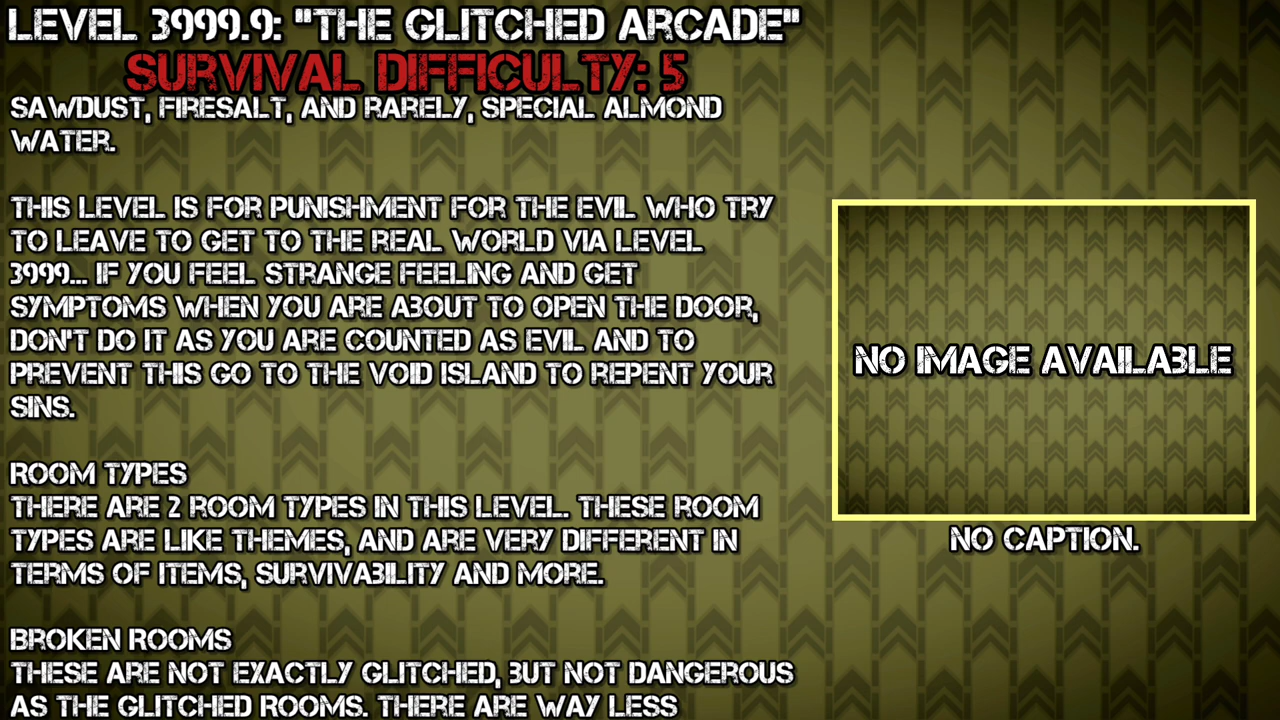 LEVEL 3999.9: "THE GLITCHED ARCADE"
SURVIVAL DIFFICULTY: 5
SAWDUST, FIRESALT, AND RARELY, SPECIAL ALMOND
WATER.
THIS LEVEL IS FOR PUNISHMENT FOR THE EVIL WHO TRY
TO LEAVE TO GET TO THE REAL WORLD VIA LEVEL
3999... IF YOU FEEL STRANGE FEELING AND GET
SYMPTOMS WHEN YOU ARE ABOUT TO OPEN THE DOOR,
DON'T DO IT AS YOU ARE COUNTED AS EVIL AND TO
PREVENT THIS GO TO THE VOID ISLAND TO REPENT YOUR
SINS.
ROOM TYPES
THERE ARE 2 ROOM TYPES IN THIS LEVEL. THESE ROOM
TYPES ARE LIKE THEMES, AND ARE VERY DIFFERENT IN
TERMS OF ITEMS, SURVIVABILITY AND MORE.
BROKEN ROOMS
THESE ARE NOT EXACTLY GLITCHED, BUT NOT DANGEROUS
AS THE GLITCHED ROOMS. THERE ARE WAY LESS
NO IMAGE AVAILABLE
NO CAPTION.